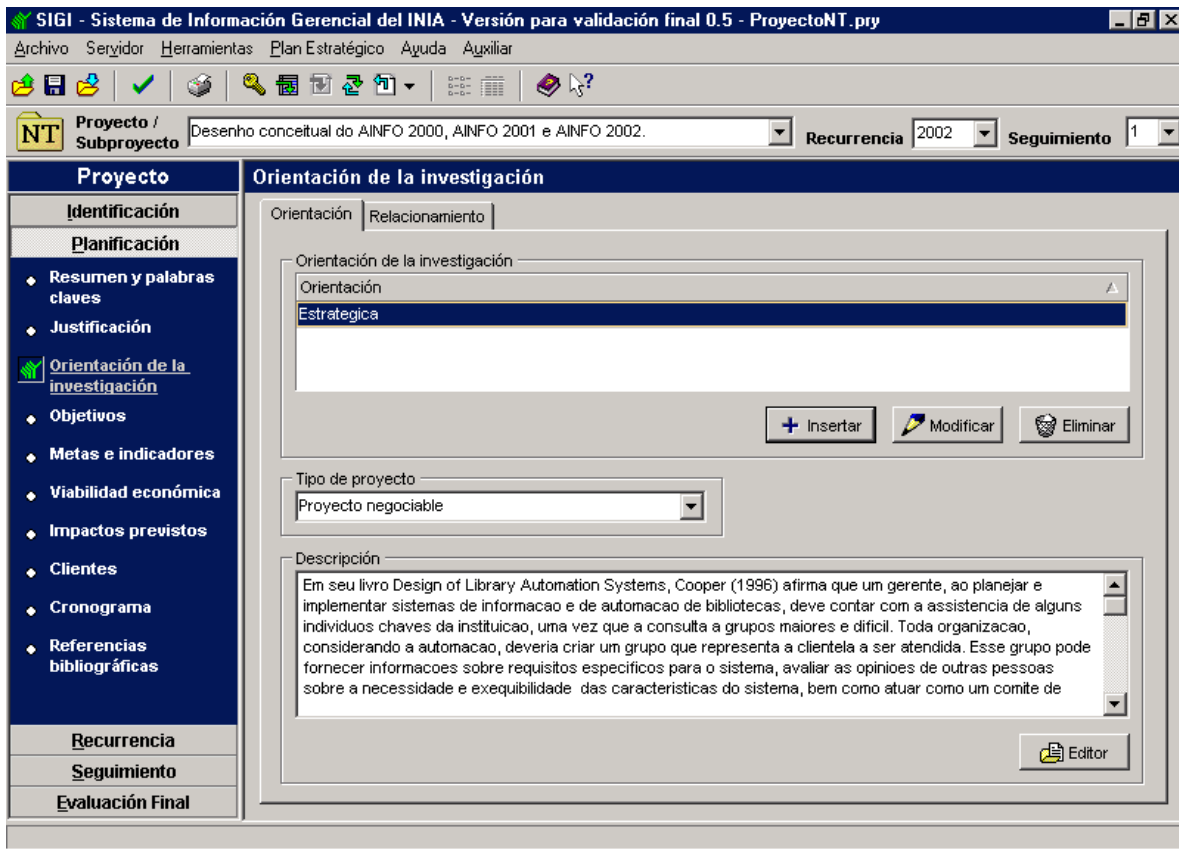 SIGI - Sistema de Información Gerencial del INIA - Versión para validación final 0.5 - ProyectoNT.pry
Archivo Servidor Herramientas Plan Estratégico Ayuda Auxiliar
NT Proyecto / Subproyecto Desenho conceitual do AINFO 2000, AINFO 2001 e AINFO 2002. Recurrencia 2002 Seguimiento 1
Proyecto
Identificación
Planificación
Resumen y palabras
claves
Justificación
Orientación de la
investigación
Objetivos
Metas e indicadores
Viabilidad económica
Impactos previstos
Clientes
Cronograma
Referencias
bibliográficas
Recurrencia
Seguimiento
Evaluación Final
Orientación de la investigación
Orientación Relacionamiento
Orientación de la investigación
Orientación
Estrategica
Insertar Modificar Eliminar
Tipo de proyecto
Proyecto negociable
Descripción
Em seu livro Design of Library Automation Systems, Cooper (1996) afirma que um gerente, ao planejar e
implementar sistemas de informacao e de automacao de bibliotecas, deve contar com a assistencia de alguns
individuos chaves da instituicao, uma vez que a consulta a grupos maiores e dificil. Toda organizacao,
considerando a automacao, deveria criar um grupo que representa a clientela a ser atendida. Esse grupo pode
fornecer informacoes sobre requisitos especificos para o sistema, avaliar as opinioes de outras pessoas
sobre a necessidade e exequibilidade das caracteristicas do sistema, bem como atuar como um comite de
Editor